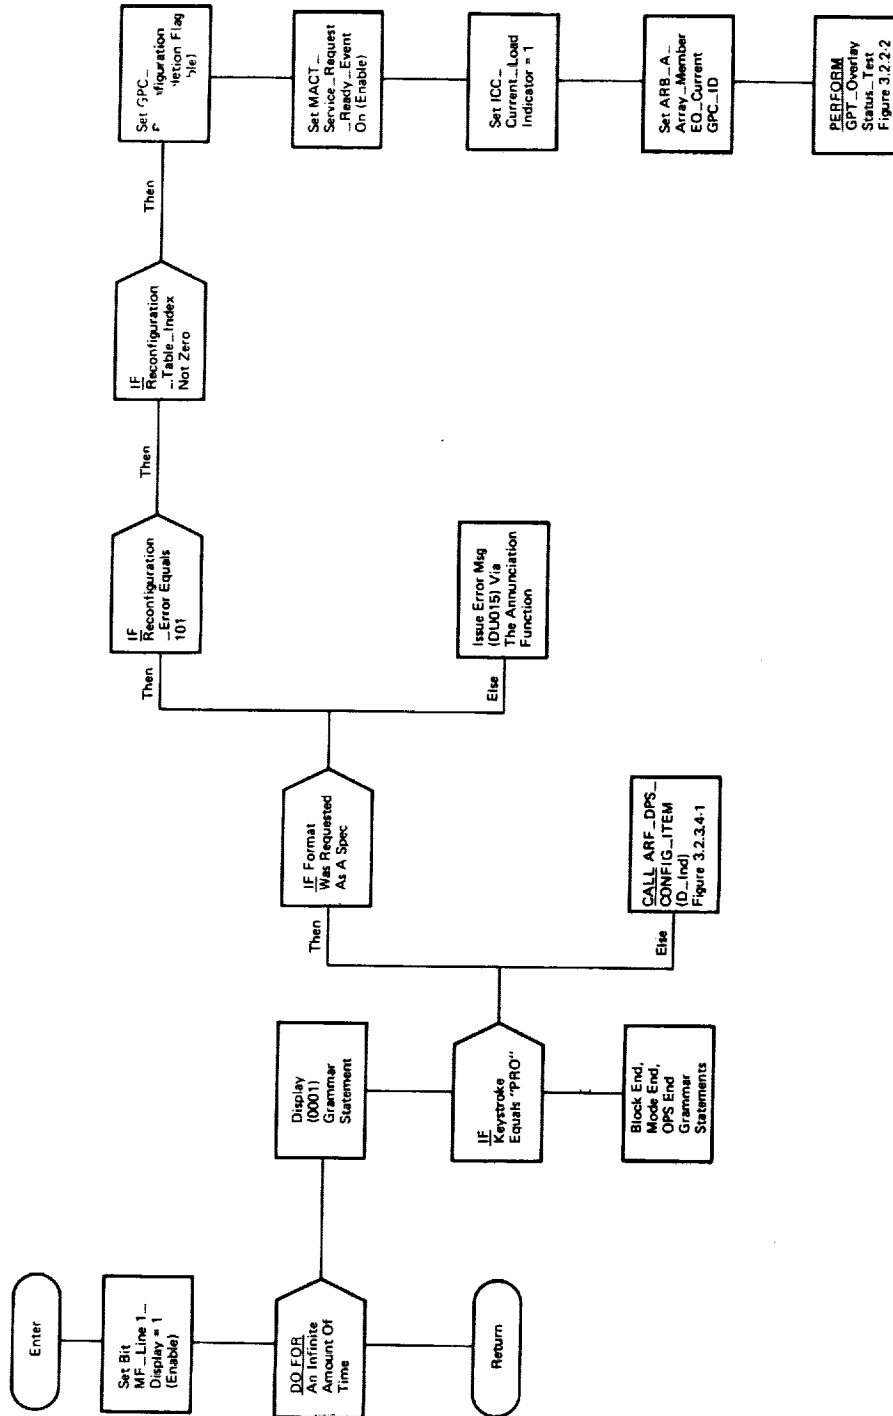 Enter
Set Bit
MF_Line 1_
Display = 1
(Enable)
DO FOR
An Infinite
Amount Of
Time
Return
Display
(0001)
Grammar
Statement
IF
Keystroke
Equals "PRO"
Block End,
Mode End,
OPS End
Grammar
Statements
Then
Else
IF Format
Was Requested
As A Spec
CALL ARF_DPS_
CONFIG_ITEM
(D_Ind)
Figure 3.2.3.4-1
Then
Else
IF
Reconfiguration
_Error Equals
101
Issue Error Msg
(DU015) Via
The Annunciation
Function
Then
IF
Reconfiguration
_Table_Index
Not Zero
Then
Set GPC_
Flag
Set MACT_
Service_Request
_Ready_Event
On (Enable)
Set ICC_
Current_Load
Indicator = 1
Set ARB_A_
Array_Member
EQ_Current
GPC_ID
PERFORM
GPT_Overlay
Status_Test
Figure 3.2.2-2